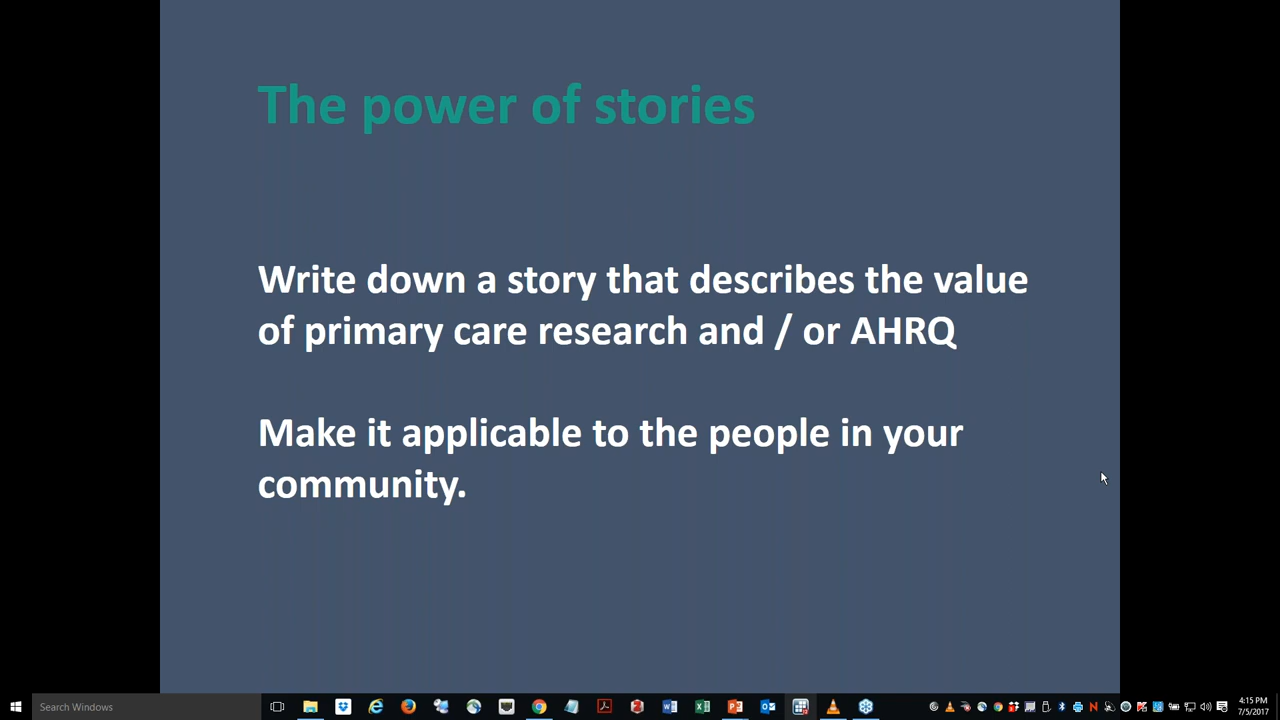 The power of stories
Write down a story that describes the value
of primary care research and / or AHRQ
Make it applicable to the people in your
community.
Search Windows
4:15 PM
7/5/2017